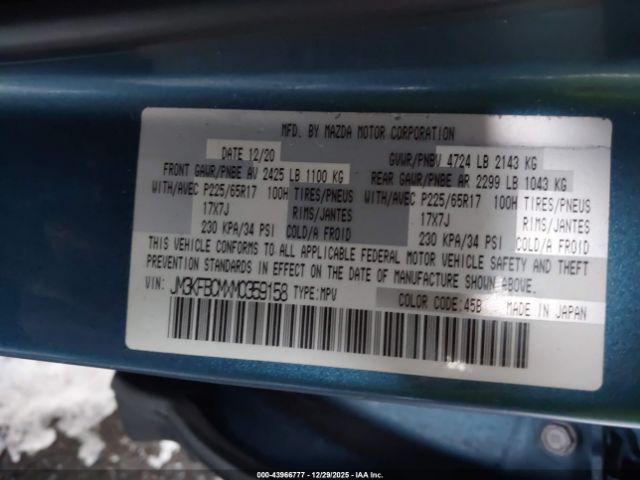 MFD. BY MAZDA MOTOR CORPORATION
DATE 12/20 GVWR/PNBV 4724 LB 2143 KG
FRONT GAWR/PNBE AV 2425 LB 1100 KG REAR GAWR/PNBE AR 2299 LB 1043 KG
WITH/AVEC P225/65R17 100H TIRES/PNEUS WITH/AVEC P225/65R17 100H TIRES/PNEUS
17X7J RIMS/JANTES 17X7J RIMS/JANTES
230 KPA/34 PSI COLD/A FROID 230 KPA/34 PSI COLD/A FROID
THIS VEHICLE CONFORMS TO ALL APPLICABLE FEDERAL MOTOR VEHICLE SAFETY AND THEFT
PREVENTION STANDARDS IN EFFECT ON THE DATE OF MANUFACTURE SHOWN ABOVE.
VIN: TYPE: MPV COLOR CODE: 45B MADE IN JAPAN
000-43966777 - 12/29/2025 - IAA, Inc.